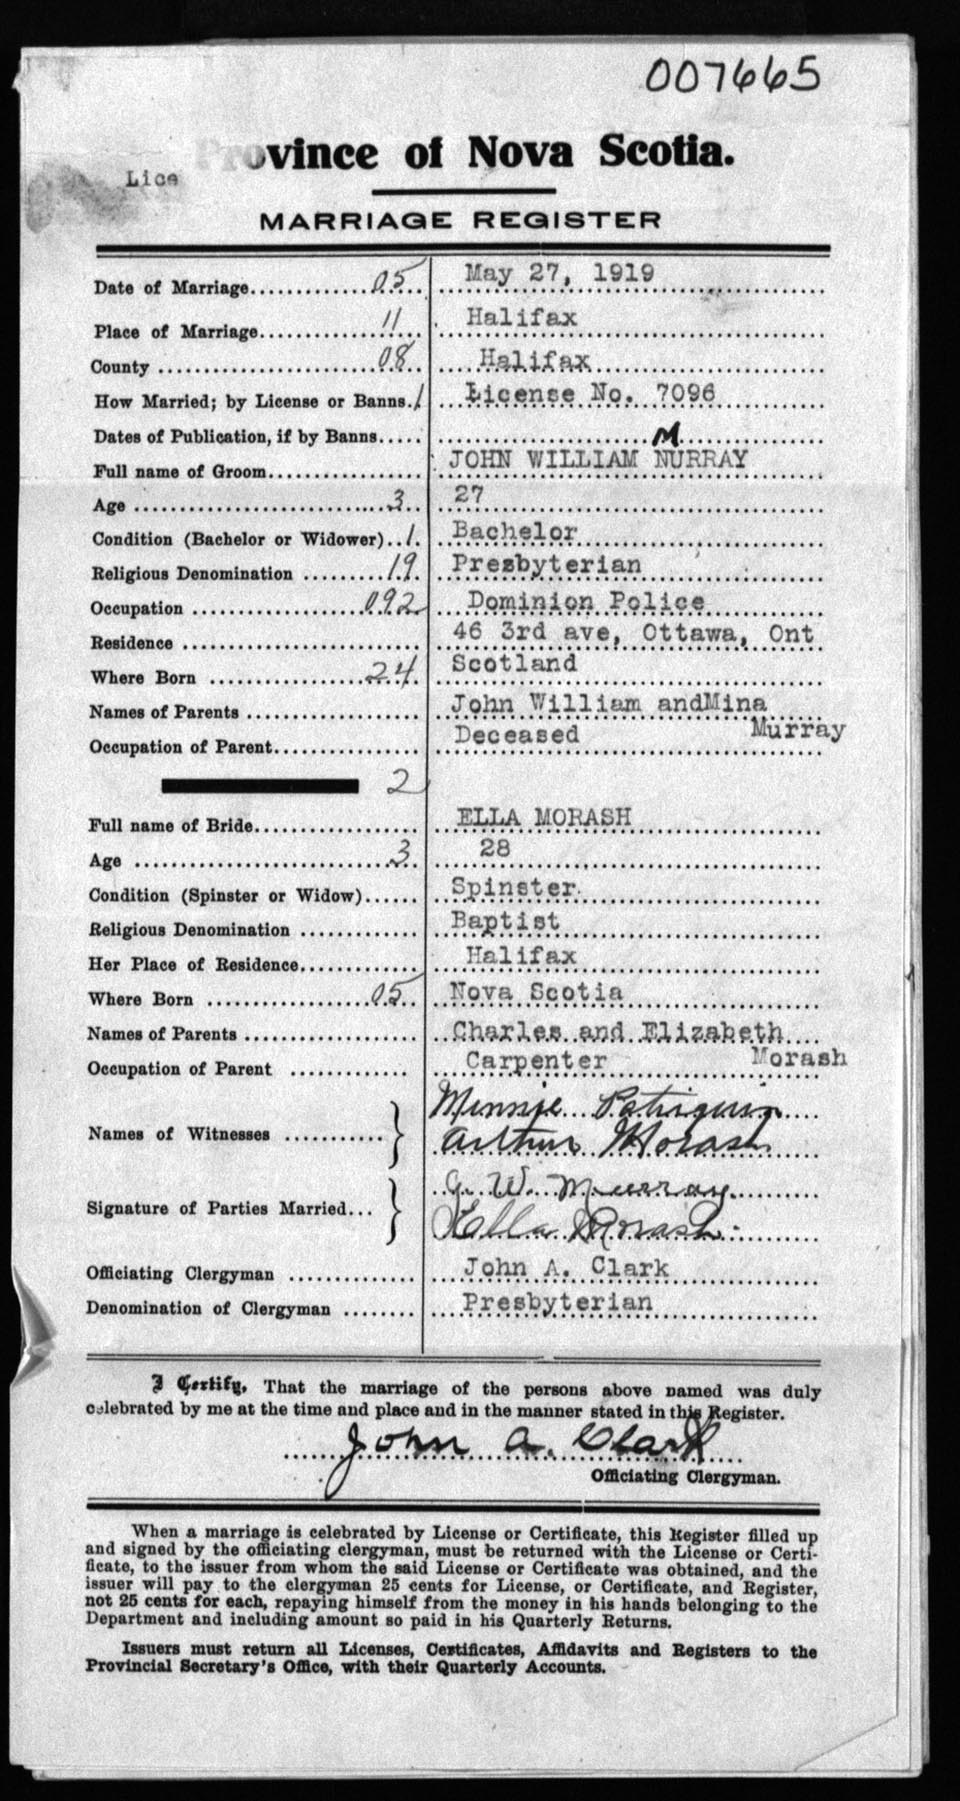 007665
Province of Nova Scotia.
Lice
MARRIAGE REGISTER
Date of Marriage 05 May 27, 1919
Place of Marriage 11 Halifax
County 08 Halifax
How Married; by License or Banns. 1 License No. 7096
Dates of Publication, if by Banns
M
Full name of Groom JOHN WILLIAM NURRAY
Age 3 27
Condition (Bachelor or Widower) 1 Bachelor
Religious Denomination 19 Presbyterian
Occupation 092 Dominion Police
Residence 46 3rd ave, Ottawa, Ont
Where Born 24 Scotland
Names of Parents John William andMina
Murray
Occupation of Parent Deceased
2
Full name of Bride ELLA MORASH
Age 3 28
Condition (Spinster or Widow) Spinster.
Religious Denomination Baptist
Her Place of Residence Halifax
Where Born 05 Nova Scotia
Names of Parents Charles and Elizabeth
Morash
Occupation of Parent Carpenter
Names of Witnesses } Minnie
Arthur Morash
Signature of Parties Married } W. Murray
Ella Morash
Officiating Clergyman John A. Clark
Denomination of Clergyman Presbyterian
I Certify, That the marriage of the persons above named was duly
celebrated by me at the time and place and in the manner stated in this Register.
John A. Clark
Officiating Clergyman.
When a marriage is celebrated by License or Certificate, this Register filled up
and signed by the officiating clergyman, must be returned with the License or Certi-
ficate, to the issuer from whom the said License or Certificate was obtained, and the
issuer will pay to the clergyman 25 cents for License, or Certificate, and Register,
not 25 cents for each, repaying himself from the money in his hands belonging to the
Department and including amount so paid in his Quarterly Returns.
Issuers must return all Licenses, Certificates, Affidavits and Registers to the
Provincial Secretary's Office, with their Quarterly Accounts.